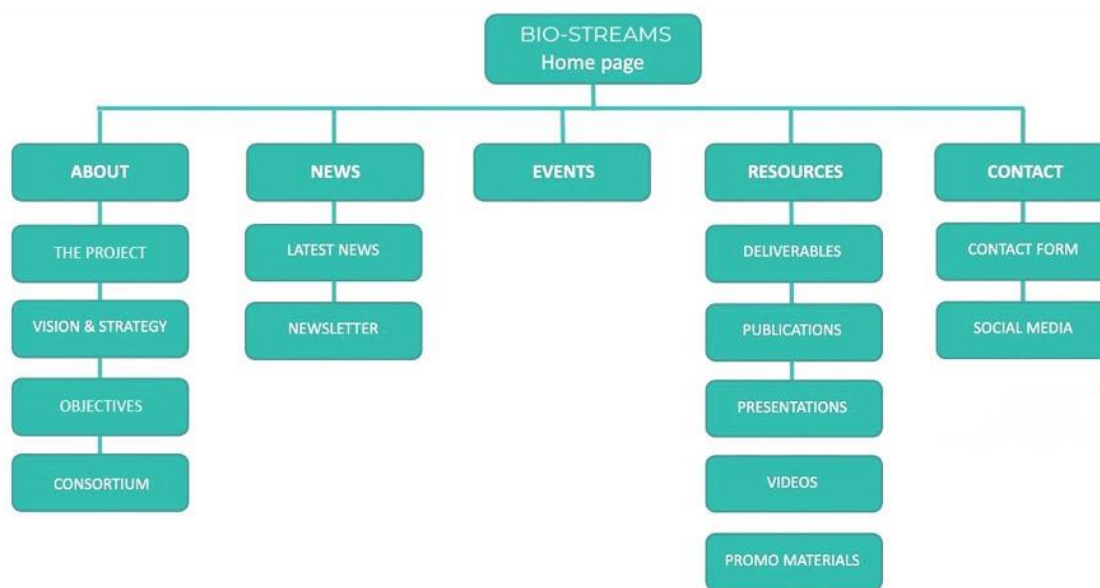 BIO-STREAMS
Home page
ABOUT
NEWS
EVENTS
RESOURCES
CONTACT
THE PROJECT
LATEST NEWS
DELIVERABLES
CONTACT FORM
VISION & STRATEGY
NEWSLETTER
PUBLICATIONS
SOCIAL MEDIA
OBJECTIVES
PRESENTATIONS
CONSORTIUM
VIDEOS
PROMO MATERIALS